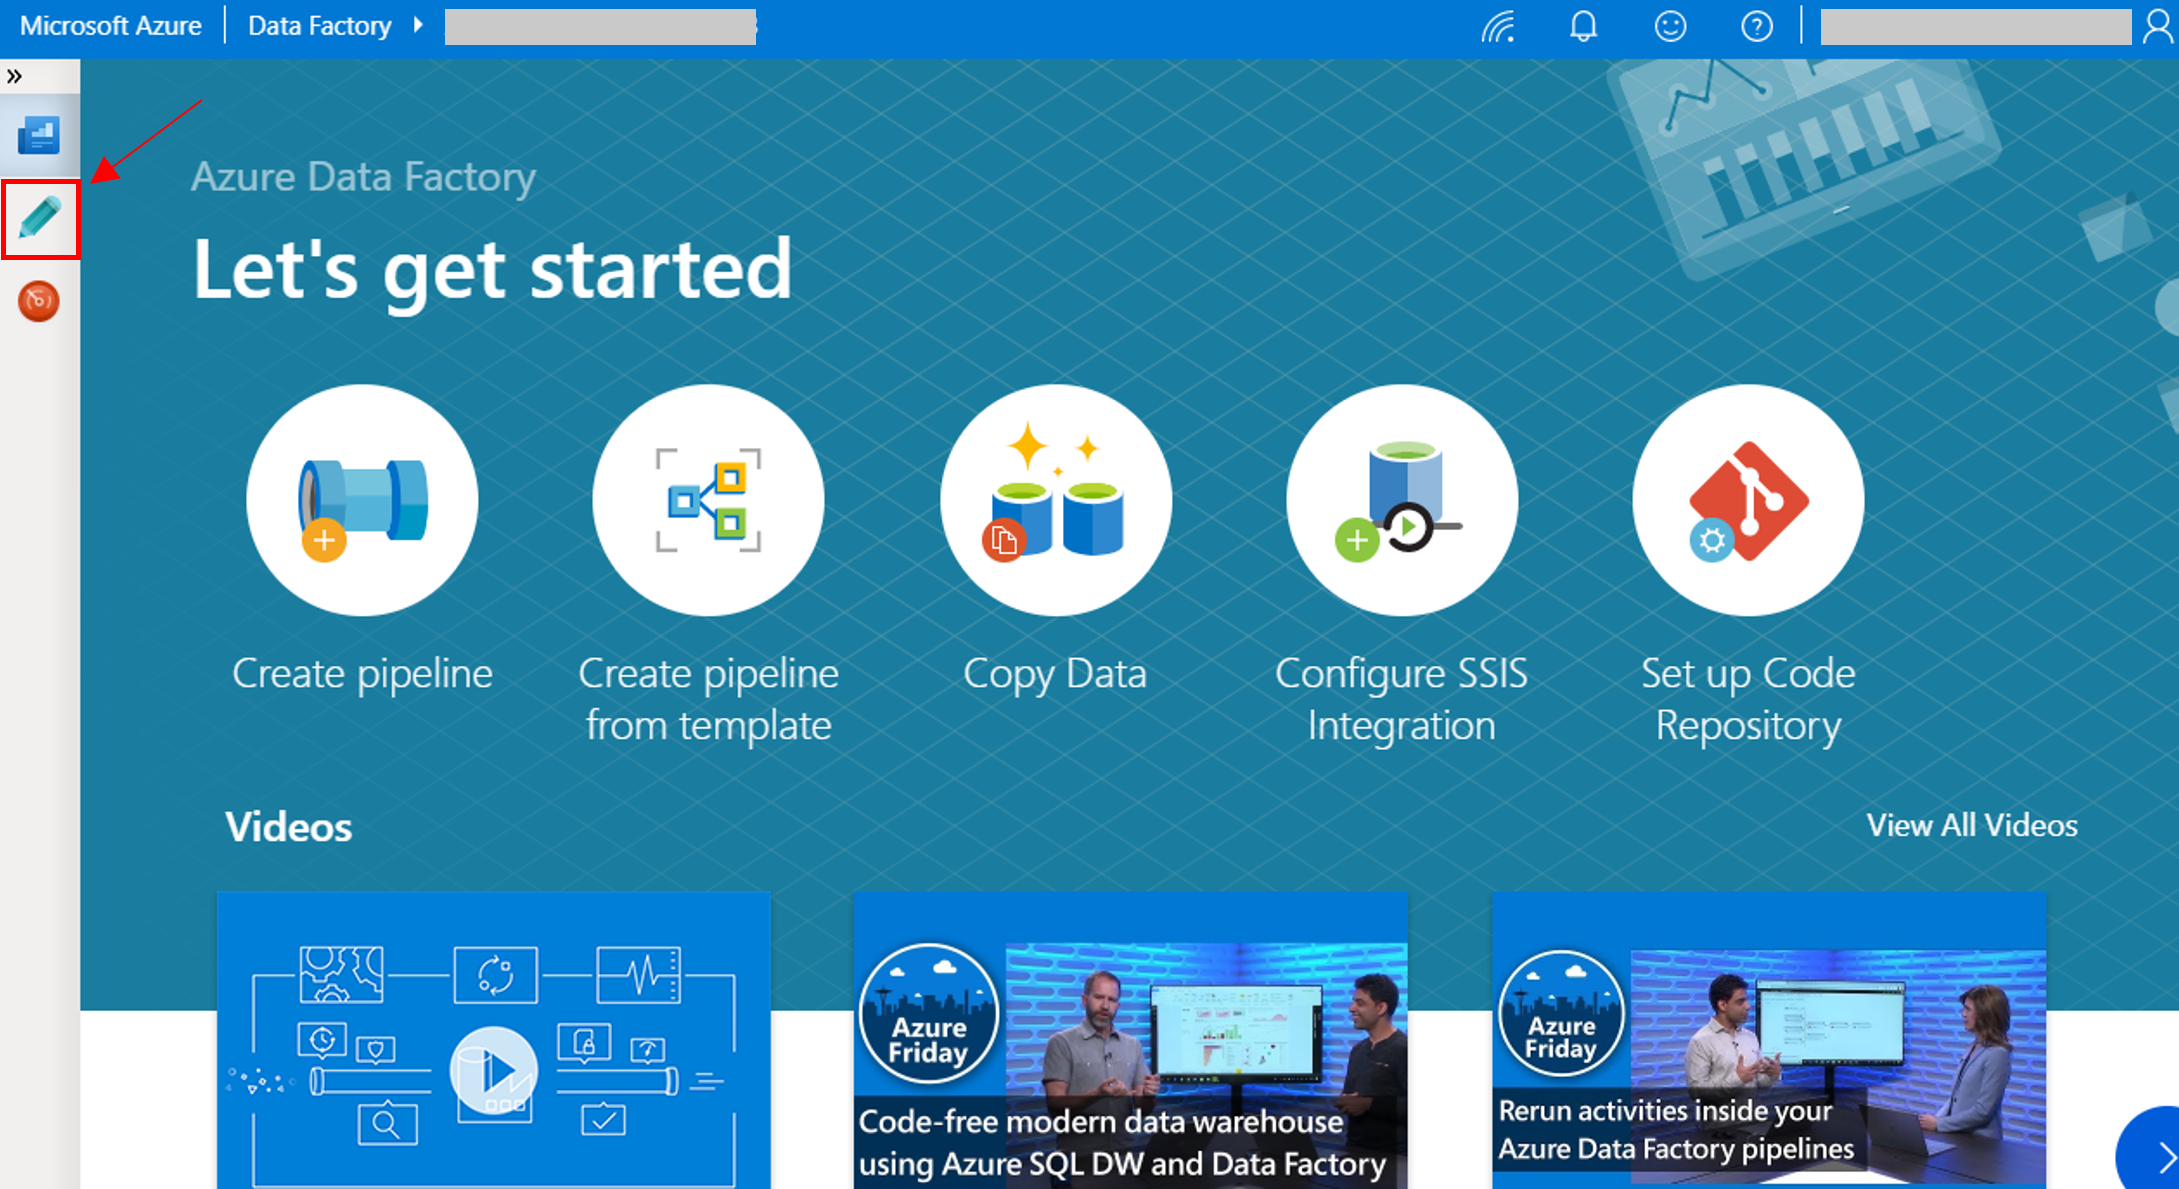 Microsoft Azure
Data Factory
Azure Data Factory
Let's get started
Create pipeline
Create pipeline
from template
Copy Data
Configure SSIS
Integration
Set up Code
Repository
Videos
View All Videos
Azure
Friday
Code-free modern data warehouse
using Azure SQL DW and Data Factory
Azure
Friday
Rerun activities inside your
Azure Data Factory pipelines